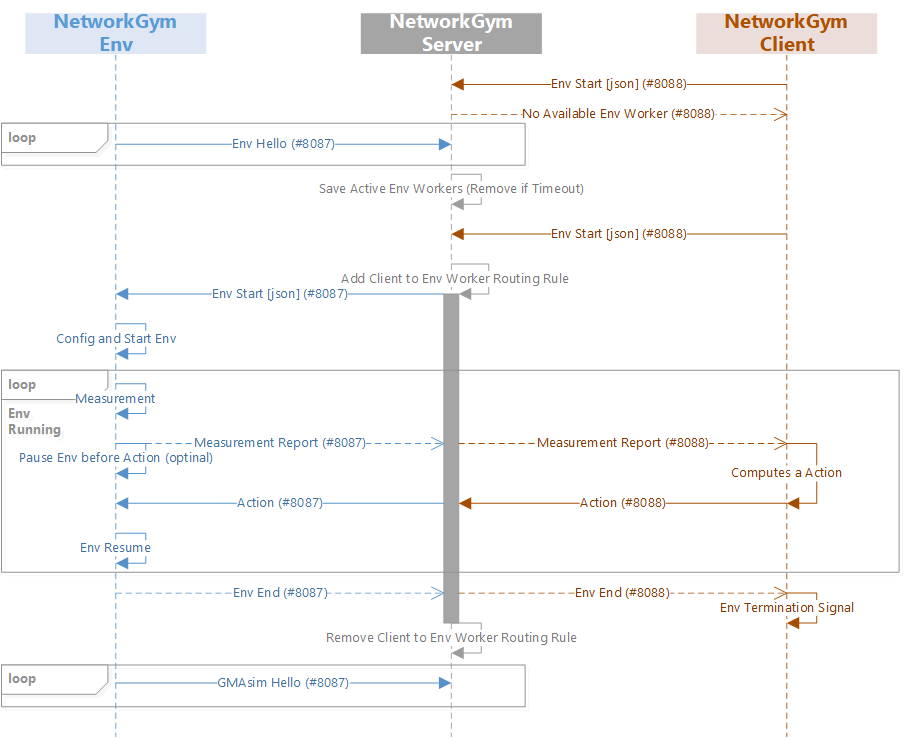 NetworkGym
Env
NetworkGym
Server
NetworkGym
Client
Env Start [json] (#8088)
No Available Env Worker (#8088)
loop
Env Hello (#8087)
Save Active Env Workers (Remove if Timeout)
Env Start [json] (#8088)
Add Client to Env Worker Routing Rule
Env Start [json] (#8087)
Config and Start Env
loop
Measurement
Env
Running
Measurement Report (#8087)
Measurement Report (#8088)
Pause Env before Action (optinal)
Computes a Action
Action (#8087)
Action (#8088)
Env Resume
Env End (#8087)
Env End (#8088)
Env Termination Signal
Remove Client to Env Worker Routing Rule
loop
GMAsim Hello (#8087)